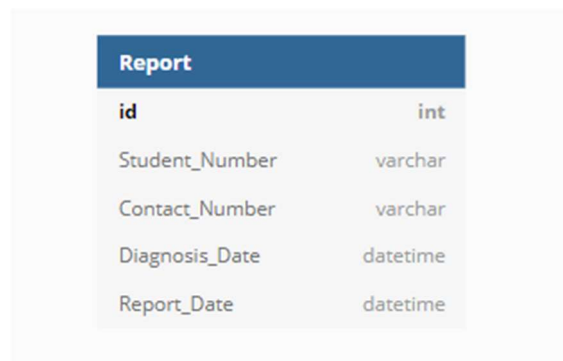 Report
id int
Student_Number varchar
Contact_Number varchar
Diagnosis_Date datetime
Report_Date datetime